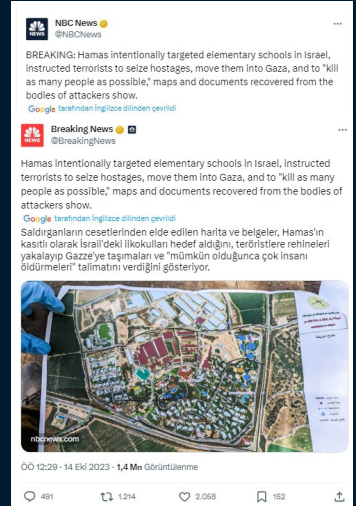 NBC News
@NBCNews
BREAKING: Hamas intentionally targeted elementary schools in Israel,
instructed terrorists to seize hostages, move them into Gaza, and to "kill
as many people as possible," maps and documents recovered from the
bodies of attackers show.
Google tarafından İngilizce dilinden çevrildi
NEWS
Breaking News
@BreakingNews
NEWS
Hamas intentionally targeted elementary schools in Israel, instructed
terrorists to seize hostages, move them into Gaza, and to "kill as many
people as possible," maps and documents recovered from the bodies of
attackers show.
Google tarafından İngilizce dilinden çevrildi
Saldırganların cesetlerinden elde edilen harita ve belgeler, Hamas'ın
kasıtlı olarak İsrail'deki ilkokulları hedef aldığını, teröristlere rehineleri
yakalayıp Gazze'ye taşımaları ve "mümkün olduğunca çok insanı
öldürmeleri" talimatını verdiğini gösteriyor.
nbcnews.com
ÖÖ 12:29 · 14 Eki 2023 · 1,4 Mn Görüntülenme
491 1.214 2.058 152